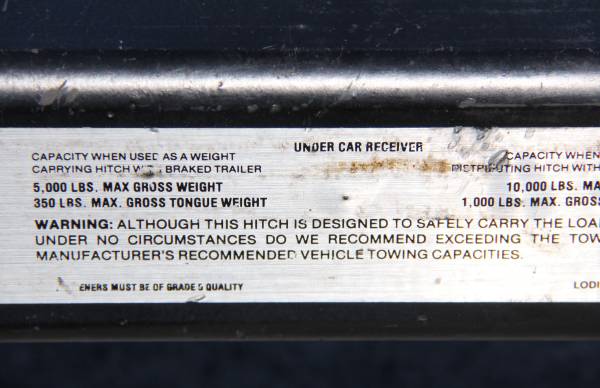 UNDER CAR RECEIVER
CAPACITY WHEN USED AS A WEIGHT CAPACITY WHEN
CARRYING HITCH BRAKED TRAILER HITCH WITH
5,000 LBS. MAX GROSS WEIGHT 10,000 LBS. MA
350 LBS. MAX. GROSS TONGUE WEIGHT 1,000 LBS. MAX. GROS
WARNING: ALTHOUGH THIS HITCH IS DESIGNED TO SAFELY CARRY THE LOA
UNDER NO CIRCUMSTANCES DO WE RECOMMEND EXCEEDING THE TOW
MANUFACTURER'S RECOMMENDED VEHICLE TOWING CAPACITIES.
ENERS MUST BE OF GRADE 5 QUALITY LODI